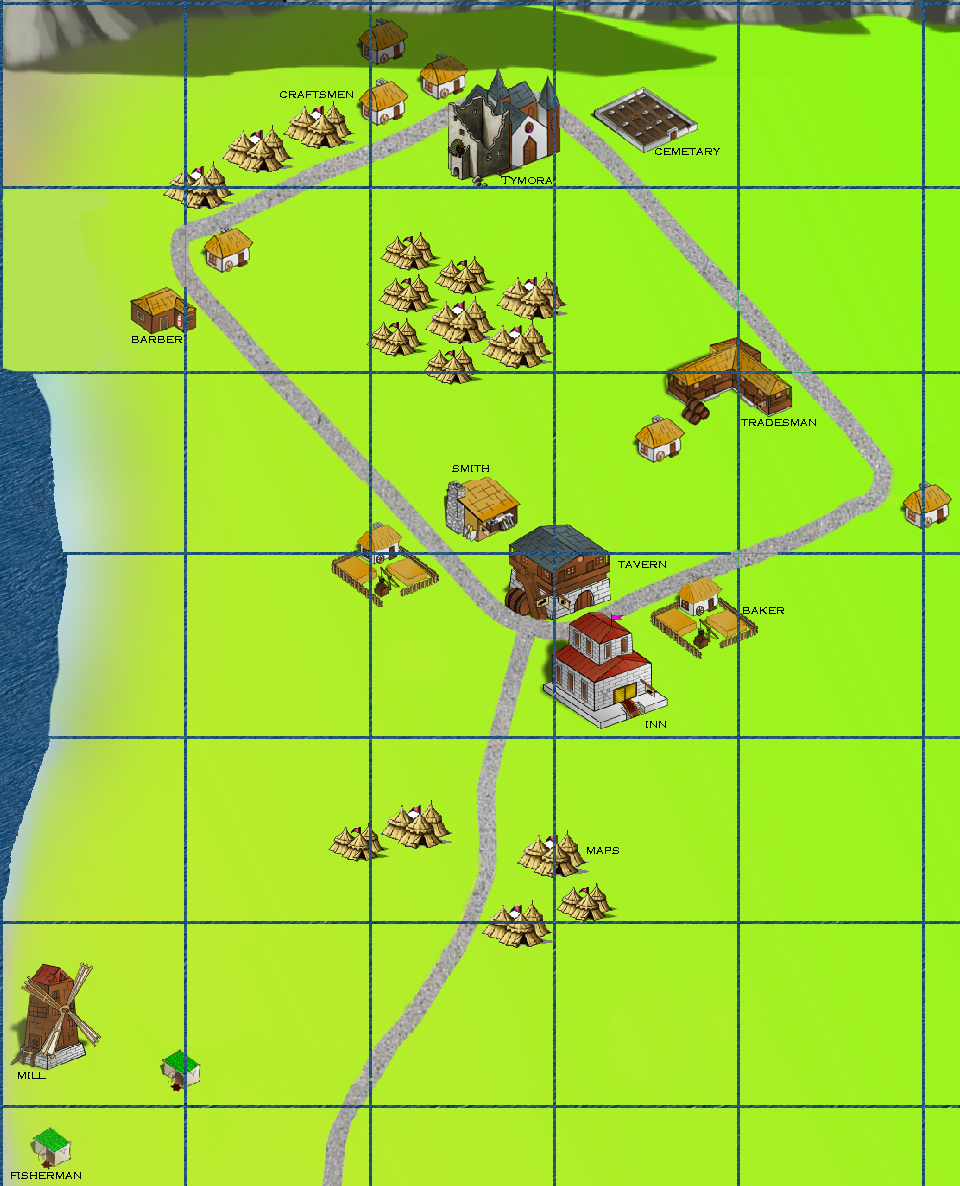 CRAFTSMEN
CEMETARY
TYMORA
BARBER
TRADESMAN
SMITH
TAVERN
BAKER
INN
MAPS
MILL
FISHERMAN